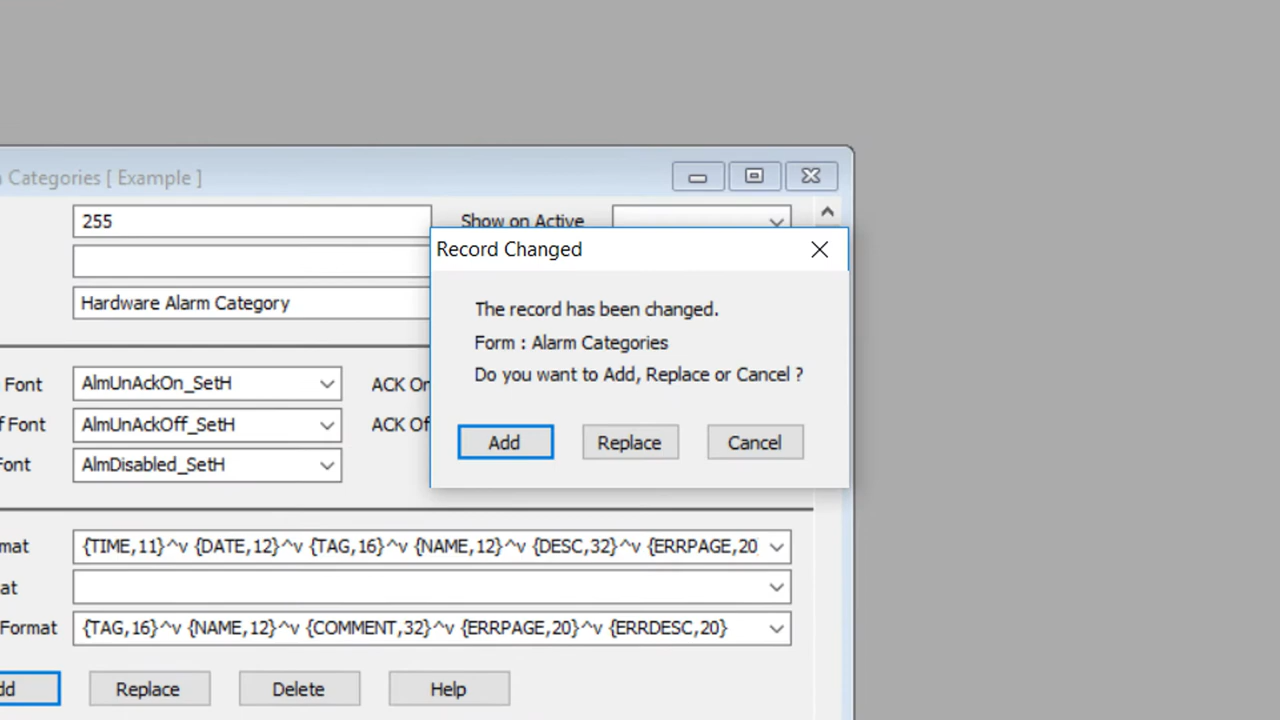 Categories [ Example ]
255
Show on Active
Record Changed
Hardware Alarm Category
The record has been changed.
Form : Alarm Categories
Do you want to Add, Replace or Cancel ?
Font
AlmUnAckOn_SetH
ACK On
Font
AlmUnAckOff_SetH
ACK Of
Font
AlmDisabled_SetH
Add
Replace
Cancel
{TIME,11}^v {DATE,12}^v {TAG,16}^v {NAME,12}^v {DESC,32}^v {ERRPAGE,20
Format
{TAG,16}^v {NAME,12}^v {COMMENT,32}^v {ERRPAGE,20}^v {ERRDESC,20}
Replace
Delete
Help